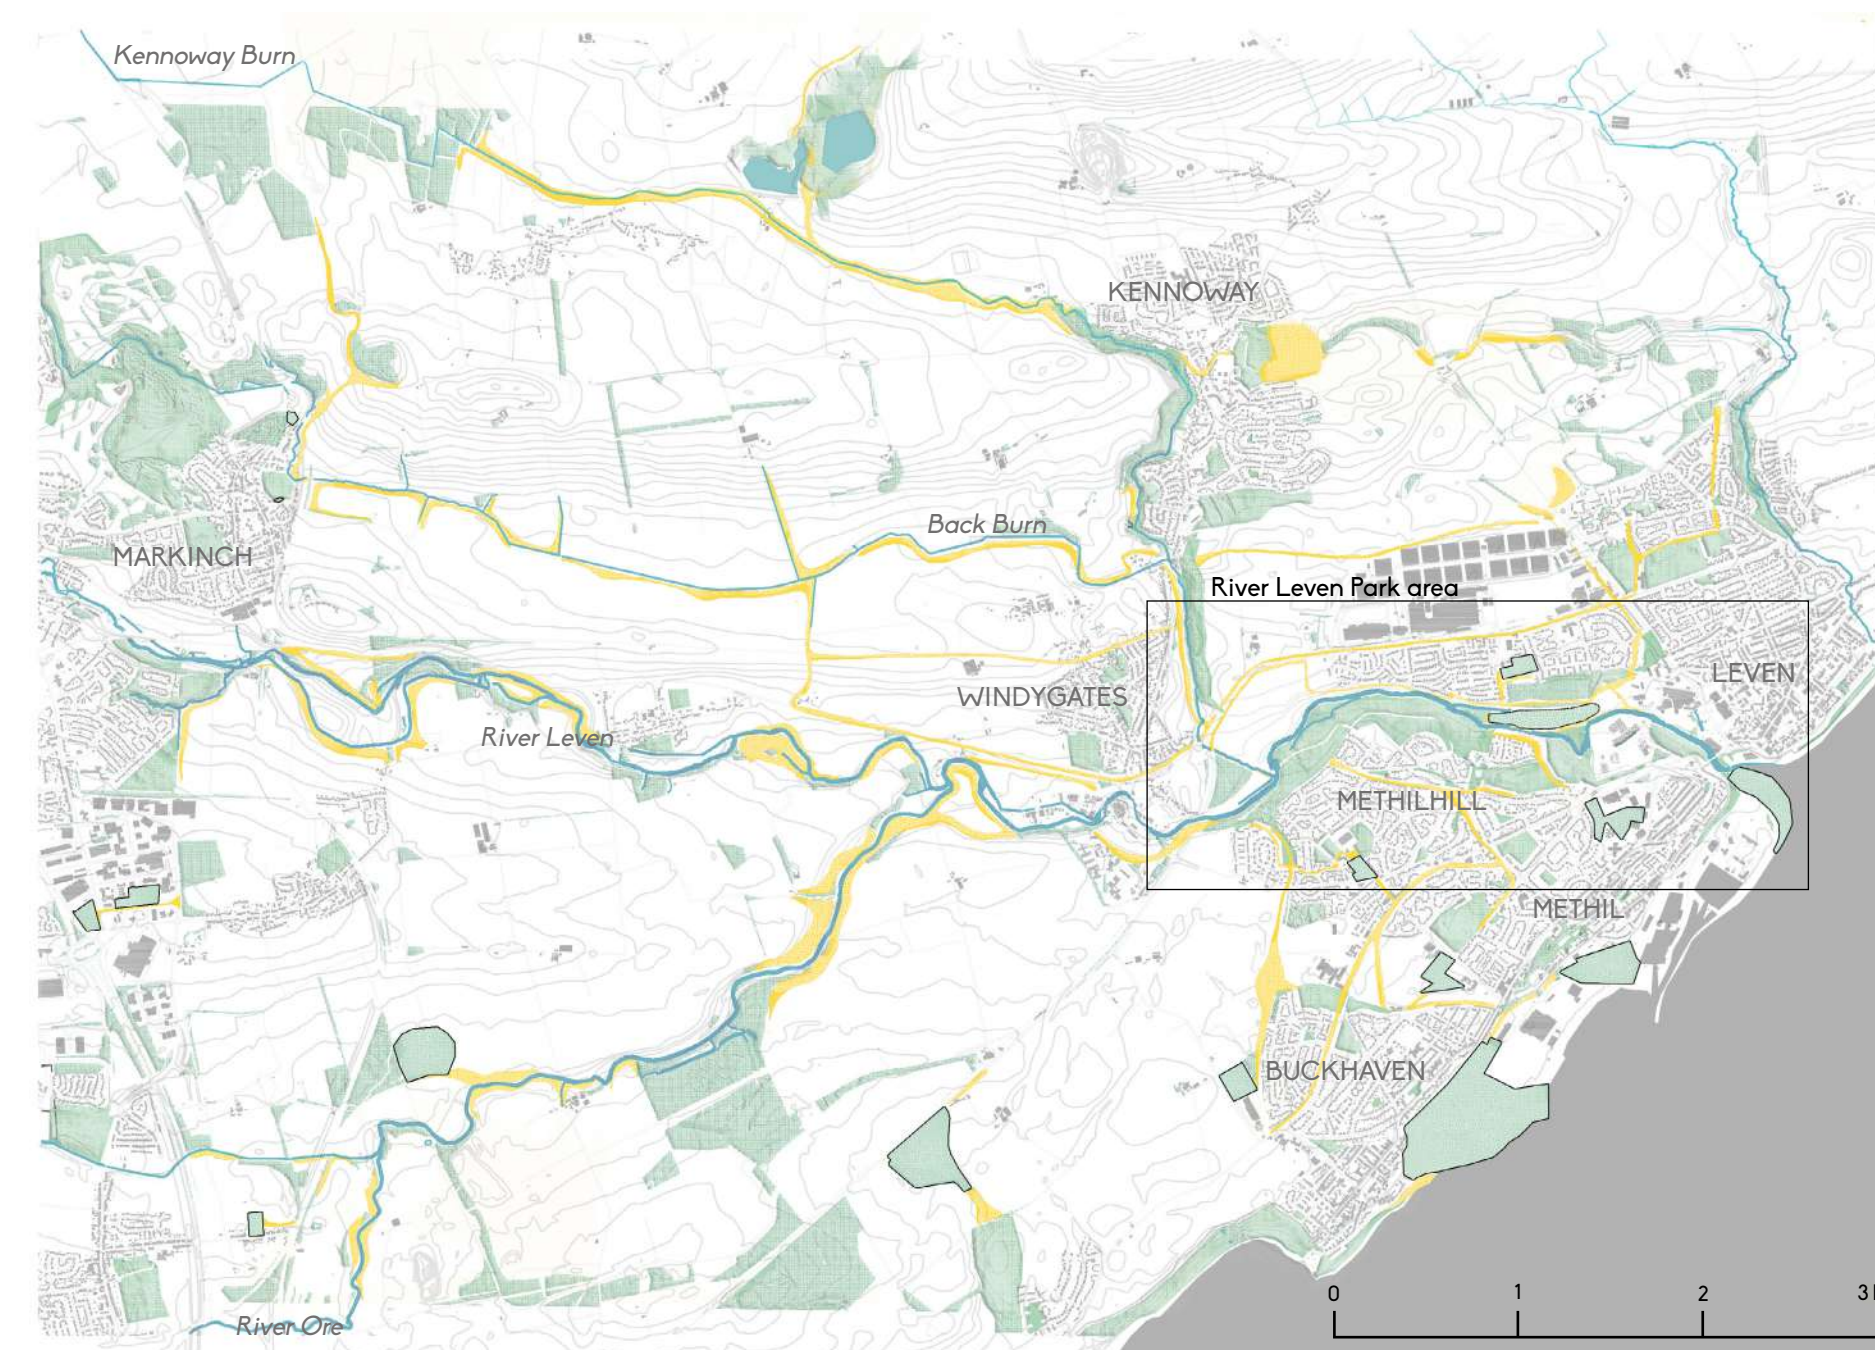 Kennoway Burn
KENNOWAY
Back Burn
MARKINCH
River Leven Park area
LEVEN
WINDYGATES
River Leven
METHILHILL
METHIL
BUCKHAVEN
River Ore
0 1 2 3